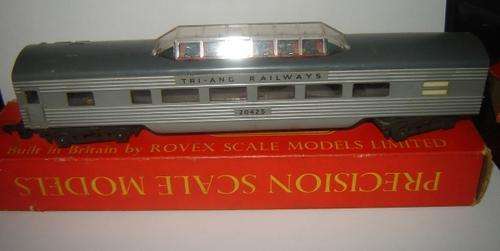 TRI-ANG RAILWAYS
20425
Built in Britain by ROVEX SCALE MODELS LIMITED
PRECISION SCALE MODELS